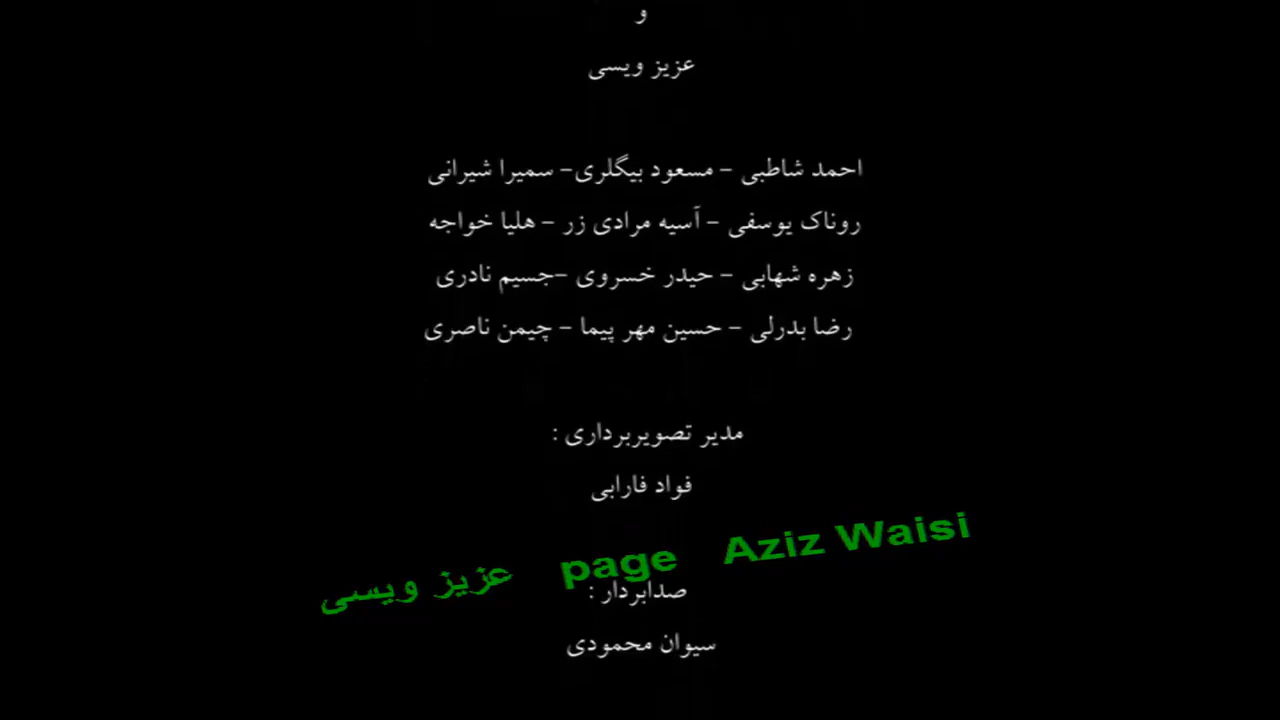 و
عزیز ویسی
احمد شاطبی - مسعود بیگلری- سمیرا شیرانی
روناک یوسفی - آسیه مرادی زر - هلیا خواجه
زهره شهابی - حیدر خسروی -جسیم نادری
رضا بدرلی - حسین مهر پیما - چیمن ناصری
مدیر تصویربرداری :
فواد فارابی
عزیز ویسی page Aziz Waisi
صدابردار :
سیوان محمودی